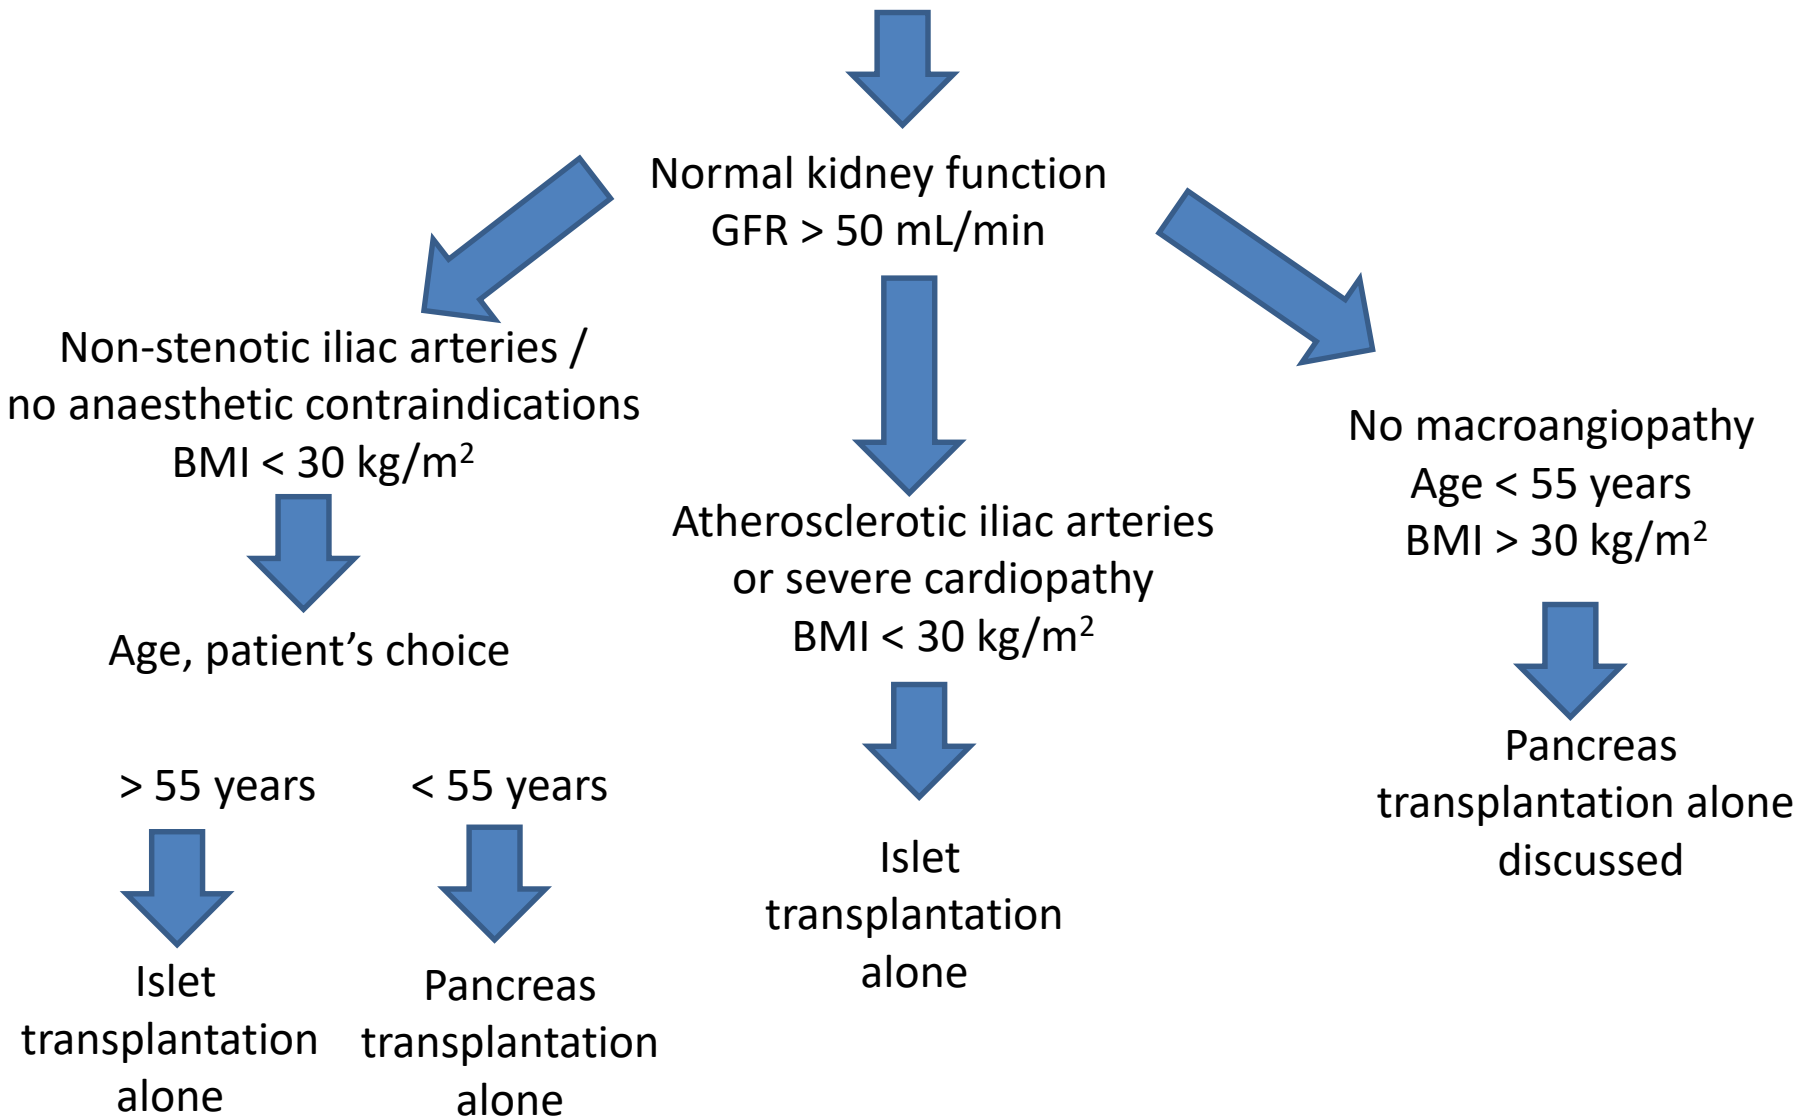 Normal kidney function
GFR > 50 mL/min
Non-stenotic iliac arteries /
no anaesthetic contraindications
BMI < 30 kg/m²
Age, patient’s choice
> 55 years
< 55 years
Islet
transplantation
alone
Pancreas
transplantation
alone
Atherosclerotic iliac arteries
or severe cardiopathy
BMI < 30 kg/m²
Islet
transplantation
alone
No macroangiopathy
Age < 55 years
BMI > 30 kg/m²
Pancreas
transplantation alone
discussed